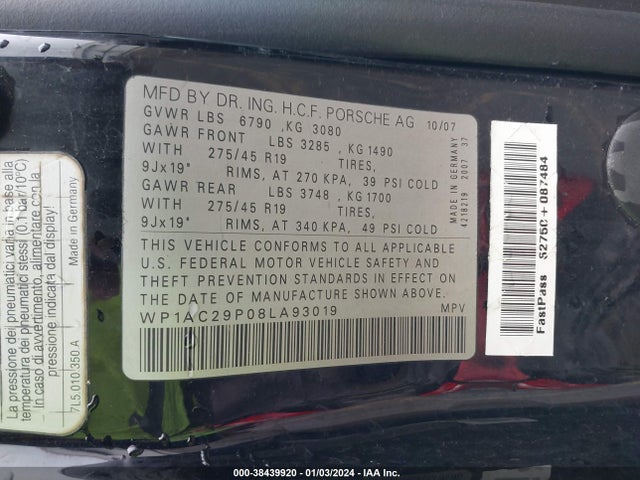 MFD BY DR. ING. H.C.F. PORSCHE AG 10/07
GVWR LBS 6790 ,KG 3080
GAWR FRONT LBS 3285 , KG 1490
WITH 275/45 R19 TIRES,
9Jx19" RIMS, AT 270 KPA, 39 PSI COLD
GAWR REAR LBS 3748 , KG 1700
WITH 275/45 R19 TIRES,
9Jx19" RIMS, AT 340 KPA, 49 PSI COLD
THIS VEHICLE CONFORMS TO ALL APPLICABLE
U.S. FEDERAL MOTOR VEHICLE SAFETY AND
THEFT PREVENTION STANDARDS IN EFFECT ON
THE DATE OF MANUFACTURE SHOWN ABOVE.
WP1AC29P08LA93019 MPV
MADE IN GERMANY
4218219 2007 37
FastPass S276C+087484
La pressione dei pneumatici varia in base alla
temperatura dei pneumatici stessi (0,1 bar/10°C).
In caso di avvertimento, alimentare con la
pressione indicata dal display!
7L5 010 350 A Made in Germany
000-38439920 - 01/03/2024 - IAA Inc.